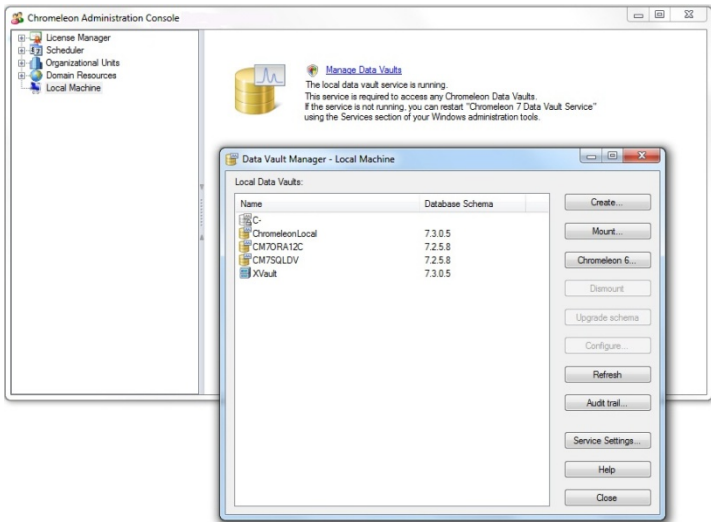 Chromeleon Administration Console
License Manager
Scheduler
Organizational Units
Domain Resources
Local Machine
Manage Data Vaults
The local data vault service is running.
This service is required to access any Chromeleon Data Vaults.
If the service is not running, you can restart "Chromeleon 7 Data Vault Service"
using the Services section of your Windows administration tools.
Data Vault Manager - Local Machine
Local Data Vaults:
Name Database Schema
C-
ChromeleonLocal 7.3.0.5
CM7ORA12C 7.2.5.8
CM7SQLDV 7.2.5.8
XVault 7.3.0.5
Create...
Mount...
Chromeleon 6...
Dismount
Upgrade schema
Configure...
Refresh
Audit trail...
Service Settings...
Help
Close